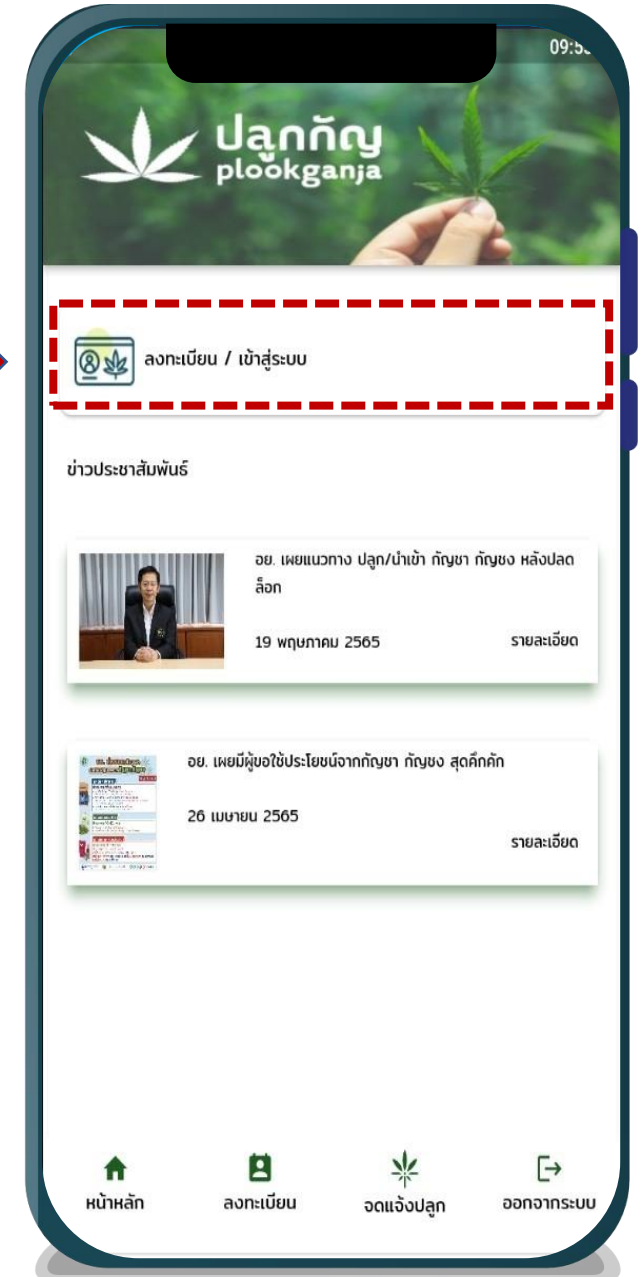 09:5
ปลูกกัญ
plookganja
ลงทะเบียน / เข้าสู่ระบบ
ข่าวประชาสัมพันธ์
อย. เผยแนวทาง ปลูก/นำเข้า กัญชา กัญชง หลังปลด
ล็อก
19 พฤษภาคม 2565
รายละเอียด
อย. เผยมีผู้ขอใช้ประโยชน์จากกัญชา กัญชง สุดคึกคัก
26 เมษายน 2565
รายละเอียด
หน้าหลัก
ลงทะเบียน
จดแจ้งปลูก
ออกจากระบบ